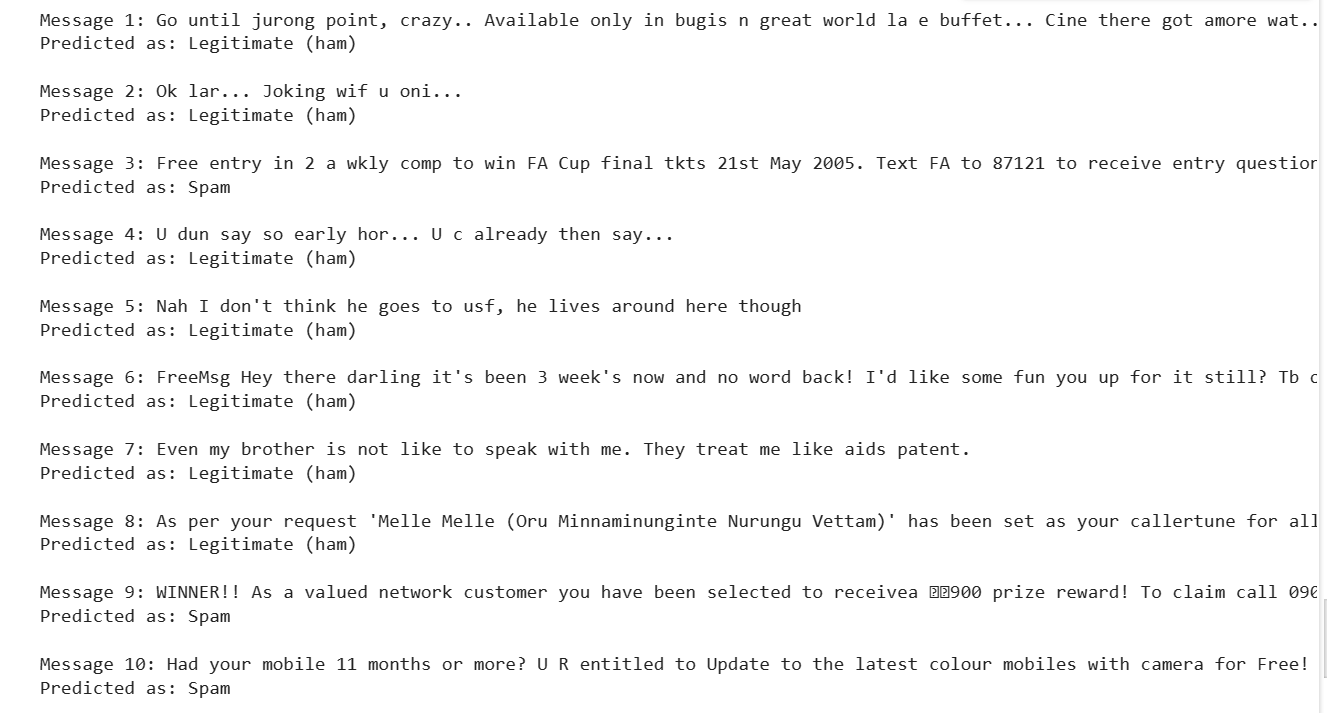 Message 1: Go until jurong point, crazy.. Available only in bugis n great world la e buffet... Cine there got amore wat..
Predicted as: Legitimate (ham)
Message 2: Ok lar... Joking wif u oni...
Predicted as: Legitimate (ham)
Message 3: Free entry in 2 a wkly comp to win FA Cup final tkts 21st May 2005. Text FA to 87121 to receive entry question
Predicted as: Spam
Message 4: U dun say so early hor... U c already then say...
Predicted as: Legitimate (ham)
Message 5: Nah I don't think he goes to usf, he lives around here though
Predicted as: Legitimate (ham)
Message 6: FreeMsg Hey there darling it's been 3 week's now and no word back! I'd like some fun you up for it still? Tb
Predicted as: Legitimate (ham)
Message 7: Even my brother is not like to speak with me. They treat me like aids patent.
Predicted as: Legitimate (ham)
Message 8: As per your request 'Melle Melle (Oru Minnaminunginte Nurungu Vettam)' has been set as your callertune for all
Predicted as: Legitimate (ham)
Message 9: WINNER!! As a valued network customer you have been selected to receivea 900 prize reward! To claim call 090
Predicted as: Spam
Message 10: Had your mobile 11 months or more? U R entitled to Update to the latest colour mobiles with camera for Free!
Predicted as: Spam